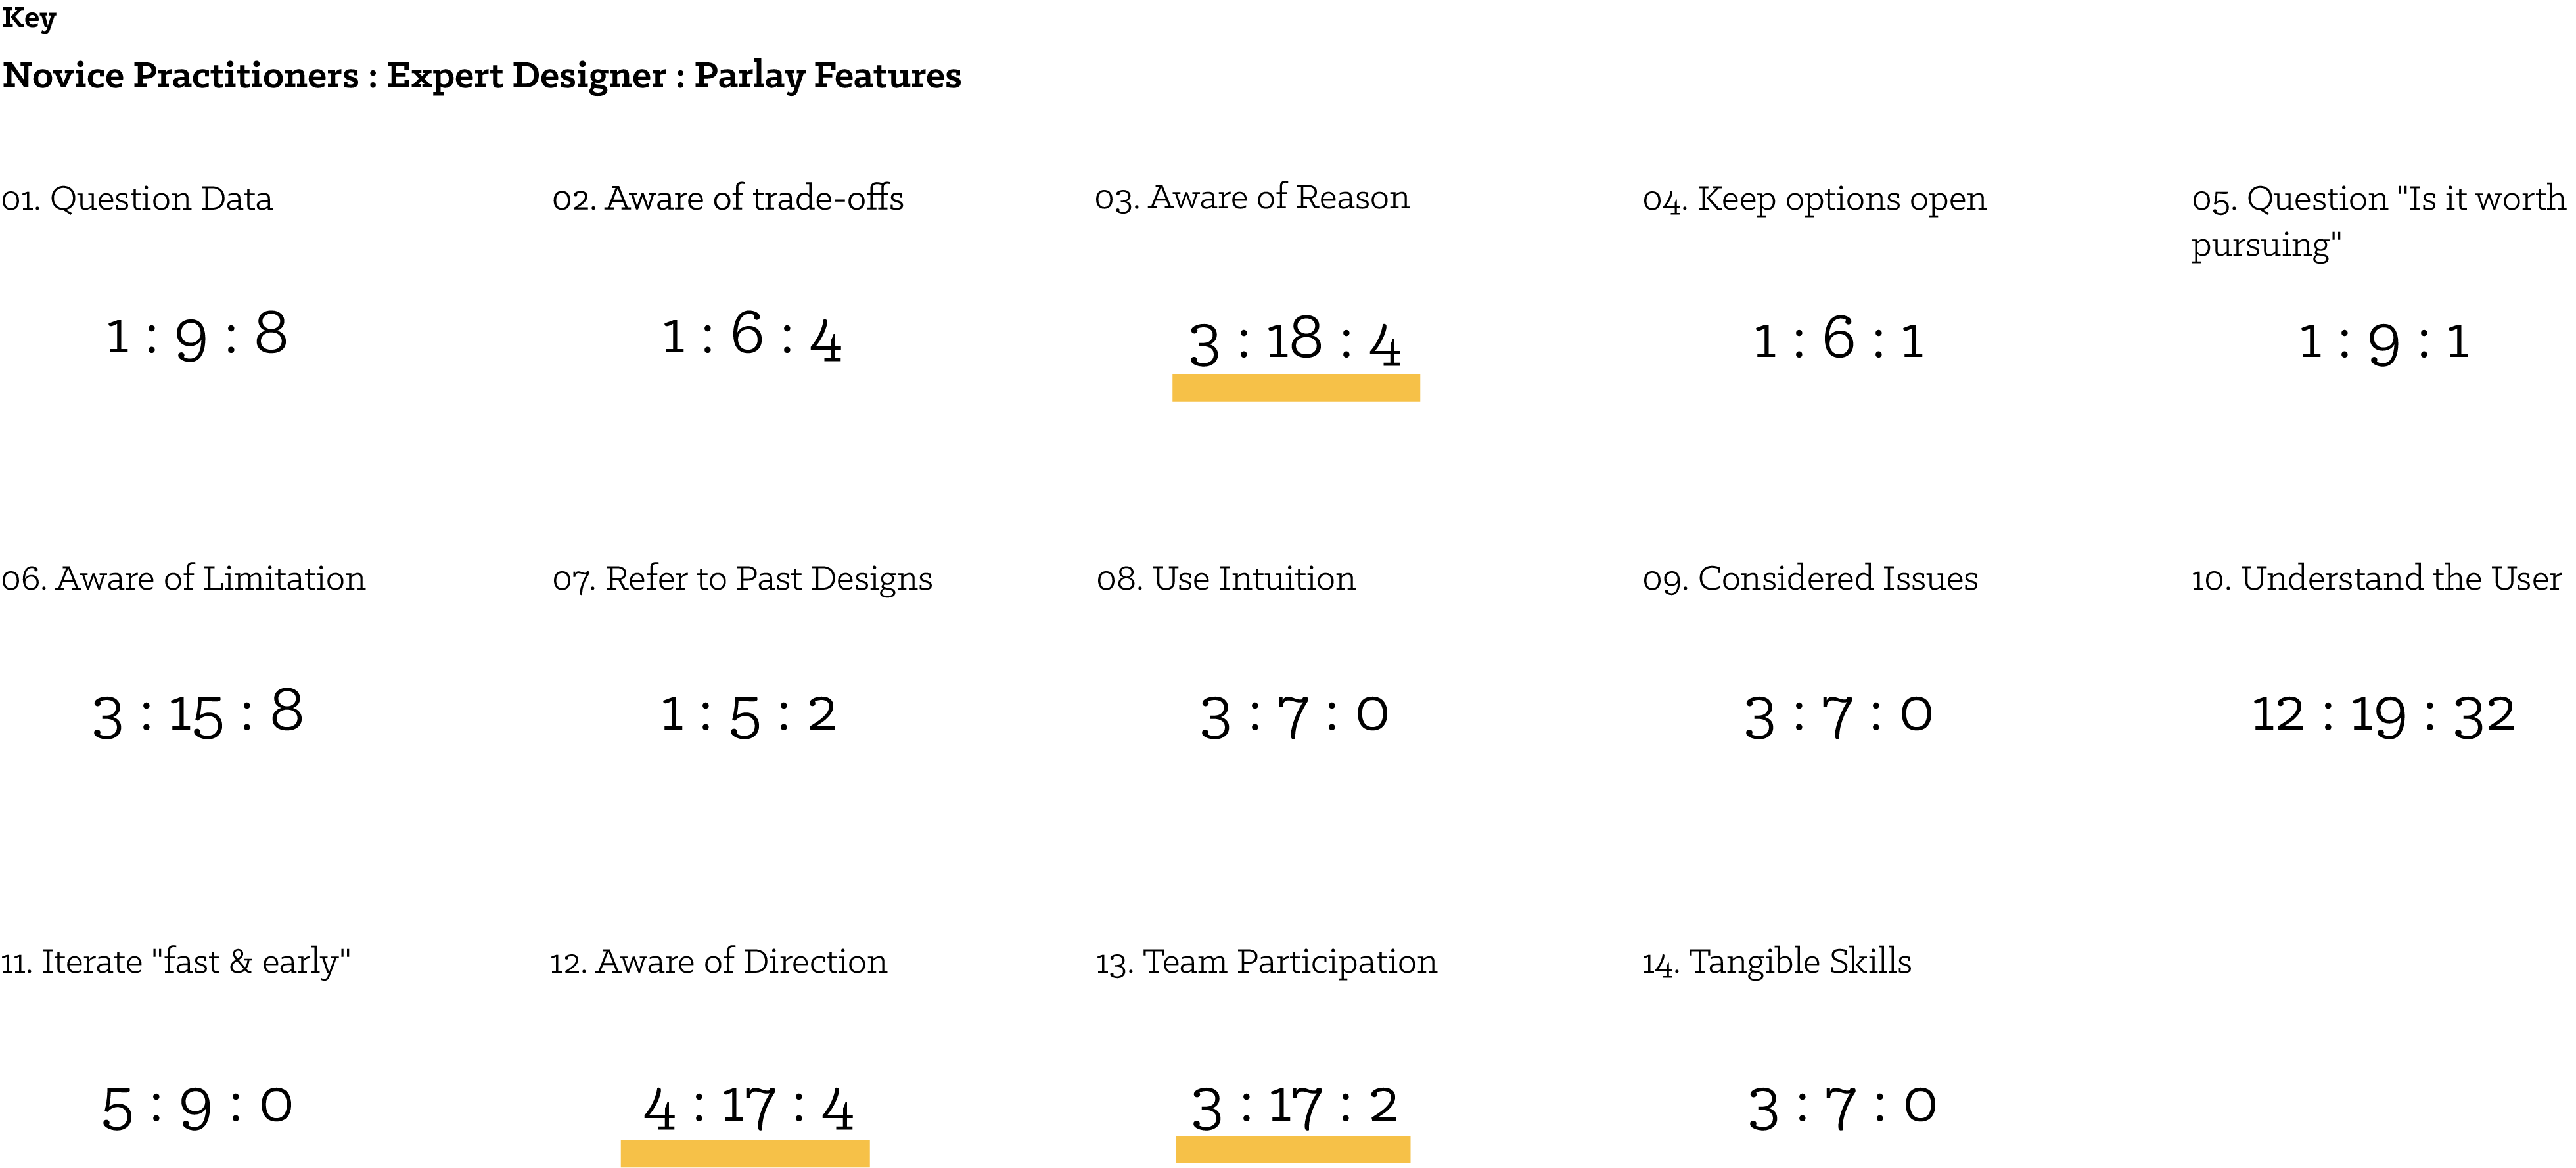 Key
Novice Practitioners : Expert Designer : Parlay Features
01. Question Data
1 : 9 : 8
02. Aware of trade-offs
1 : 6 : 4
03. Aware of Reason
3 : 18 : 4
04. Keep options open
1 : 6 : 1
05. Question "Is it worth
pursuing"
1 : 9 : 1
06. Aware of Limitation
3 : 15 : 8
07. Refer to Past Designs
1 : 5 : 2
08. Use Intuition
3 : 7 : 0
09. Considered Issues
3 : 7 : 0
10. Understand the User
12 : 19 : 32
11. Iterate "fast & early"
5 : 9 : 0
12. Aware of Direction
4 : 17 : 4
13. Team Participation
3 : 17 : 2
14. Tangible Skills
3 : 7 : 0